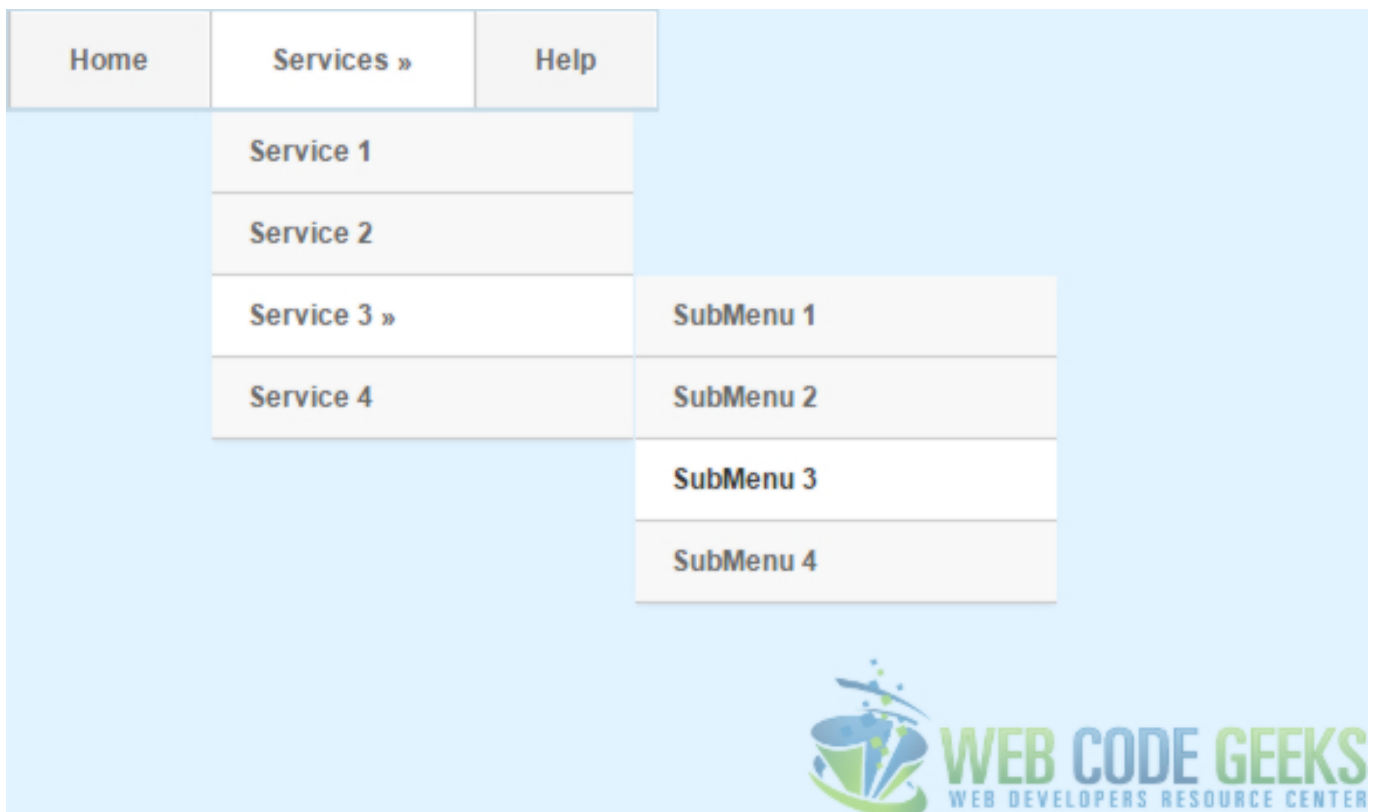 Home Services » Help
Service 1
Service 2
Service 3 » SubMenu 1
Service 4 SubMenu 2
SubMenu 3
SubMenu 4
WEB CODE GEEKS
WEB DEVELOPERS RESOURCE CENTER